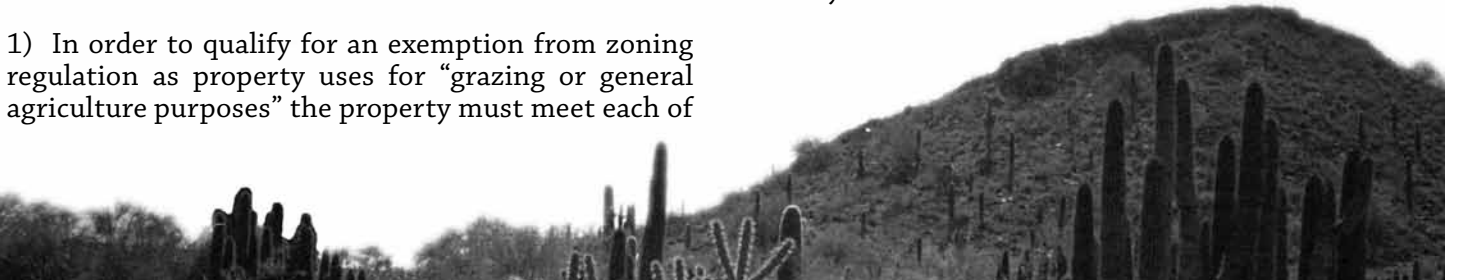 1) In order to qualify for an exemption from zoning
regulation as property uses for “grazing or general
agriculture purposes” the property must meet each of